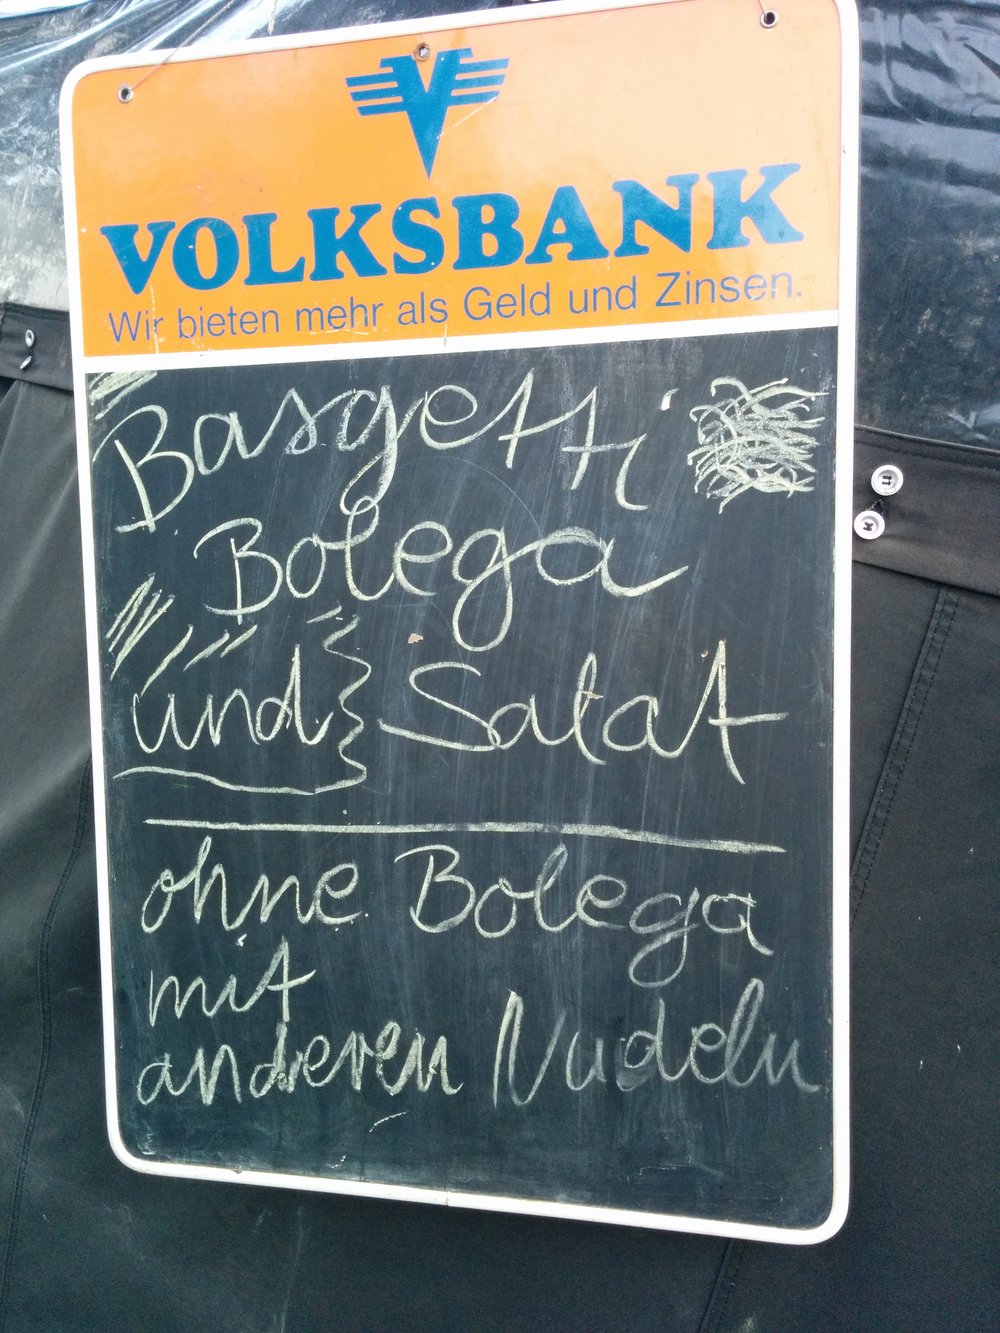 VOLKSBANK
Wir bieten mehr als Geld und Zinsen.
Basgetti
Bolega
und Salat
ohne Bolega
mit
anderen Nudeln